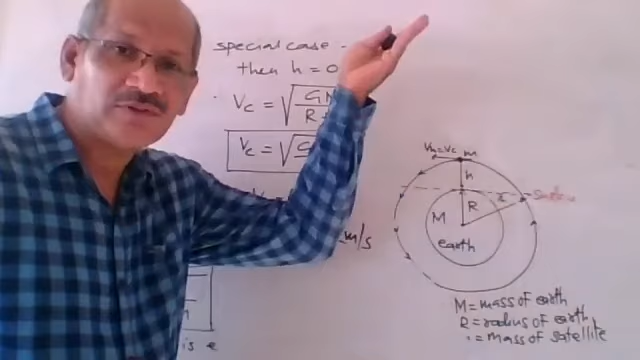 special case -
then h = 0
Vc = √GM
R +
Vc = √G
m/s
is e
Vh=Vc m
h
R
M
earth
M = mass of earth
R = radius of earth
= mass of satellite